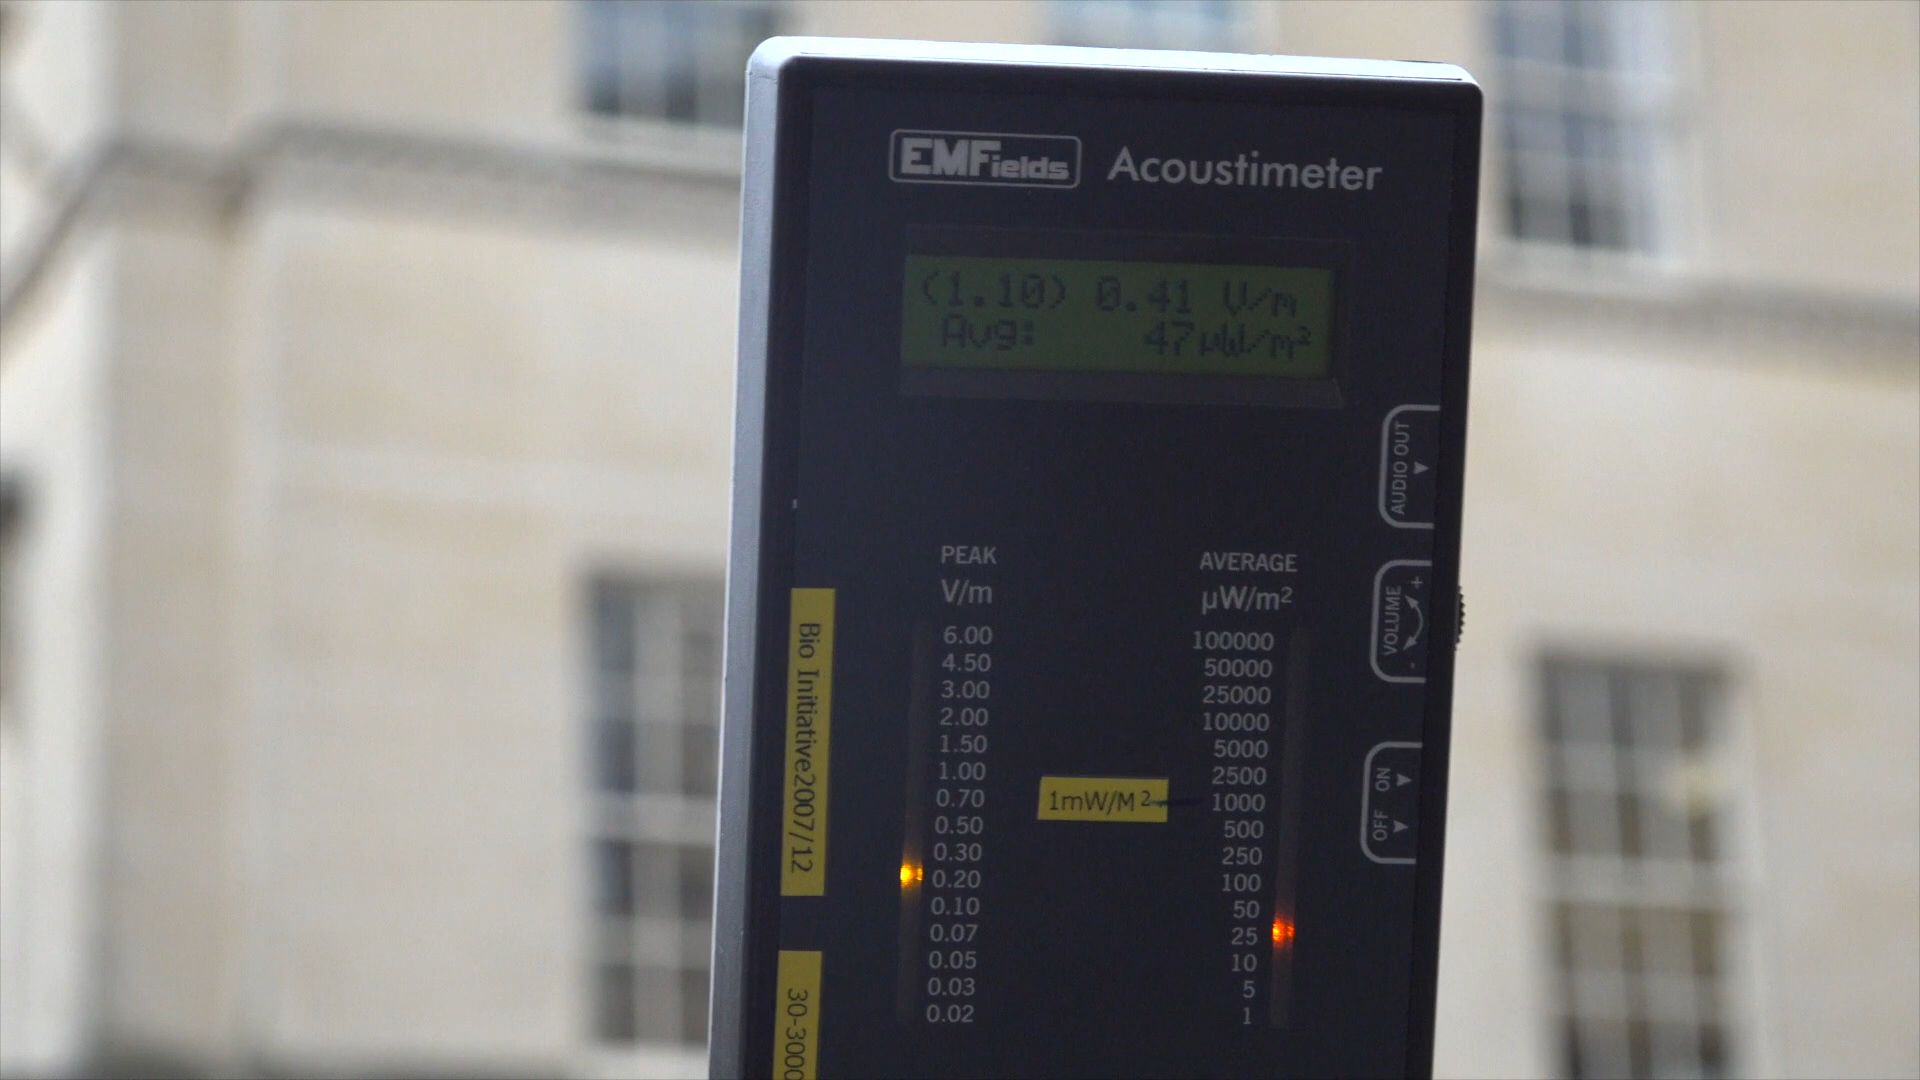 EMFields Acoustimeter
(1.10) 0.41 V/m
Avg: 47µW/m²
AUDIO OUT
VOLUME
- +
OFF ON
PEAK
V/m
6.00
4.50
3.00
2.00
1.50
1.00
0.70
0.50
0.30
0.20
0.10
0.07
0.05
0.03
0.02
AVERAGE
µW/m²
100000
50000
25000
10000
5000
2500
1000
500
250
100
50
25
10
5
1
1mW/M²
Bio Initiative2007/12
30-3000